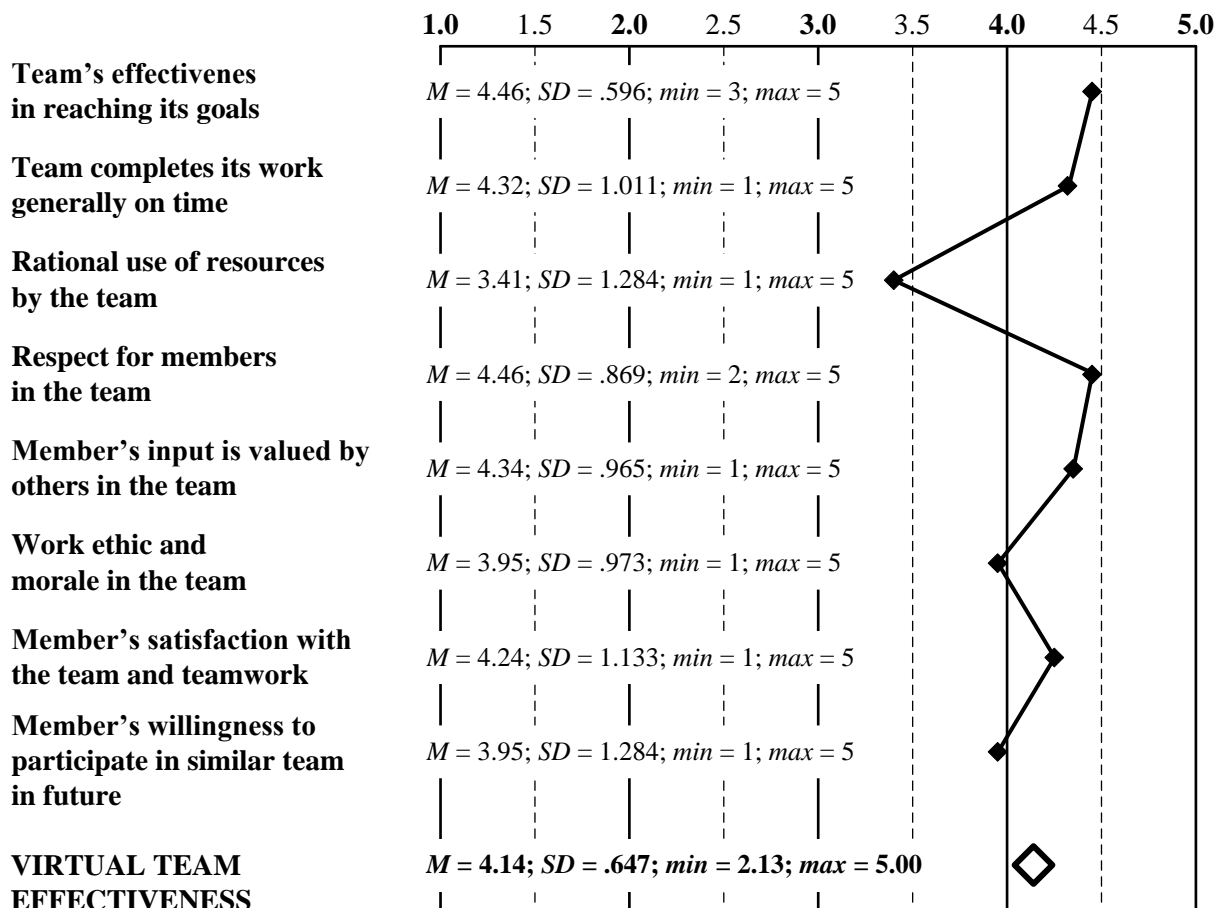 1.0 1.5 2.0 2.5 3.0 3.5 4.0 4.5 5.0
Team’s effectivenes
in reaching its goals
M = 4.46; SD = .596; min = 3; max = 5
Team completes its work
generally on time
M = 4.32; SD = 1.011; min = 1; max = 5
Rational use of resources
by the team
M = 3.41; SD = 1.284; min = 1; max = 5
Respect for members
in the team
M = 4.46; SD = .869; min = 2; max = 5
Member’s input is valued by
others in the team
M = 4.34; SD = .965; min = 1; max = 5
Work ethic and
morale in the team
M = 3.95; SD = .973; min = 1; max = 5
Member’s satisfaction with
the team and teamwork
M = 4.24; SD = 1.133; min = 1; max = 5
Member’s willingness to
participate in similar team
in future
M = 3.95; SD = 1.284; min = 1; max = 5
VIRTUAL TEAM
EFFECTIVENESS
M = 4.14; SD = .647; min = 2.13; max = 5.00